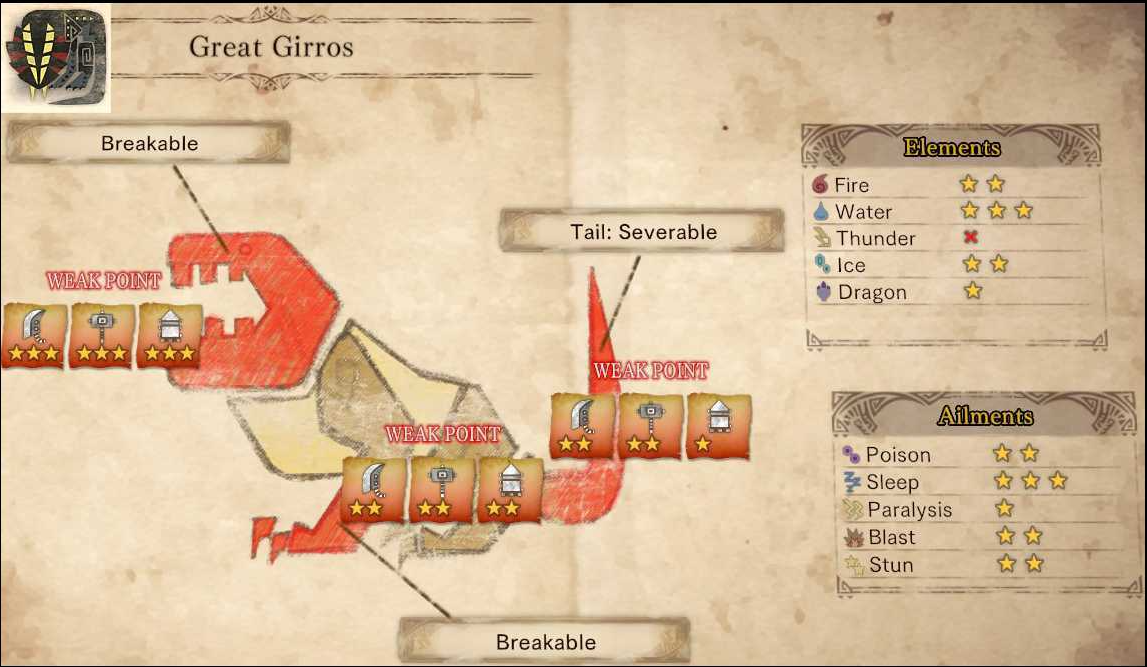 Great Girros
Breakable
Elements
Fire
Water
Thunder
Ice
Dragon
Tail: Severable
WEAK POINT
WEAK POINT
WEAK POINT
Ailments
Poison
Sleep
Paralysis
Blast
Stun
Breakable